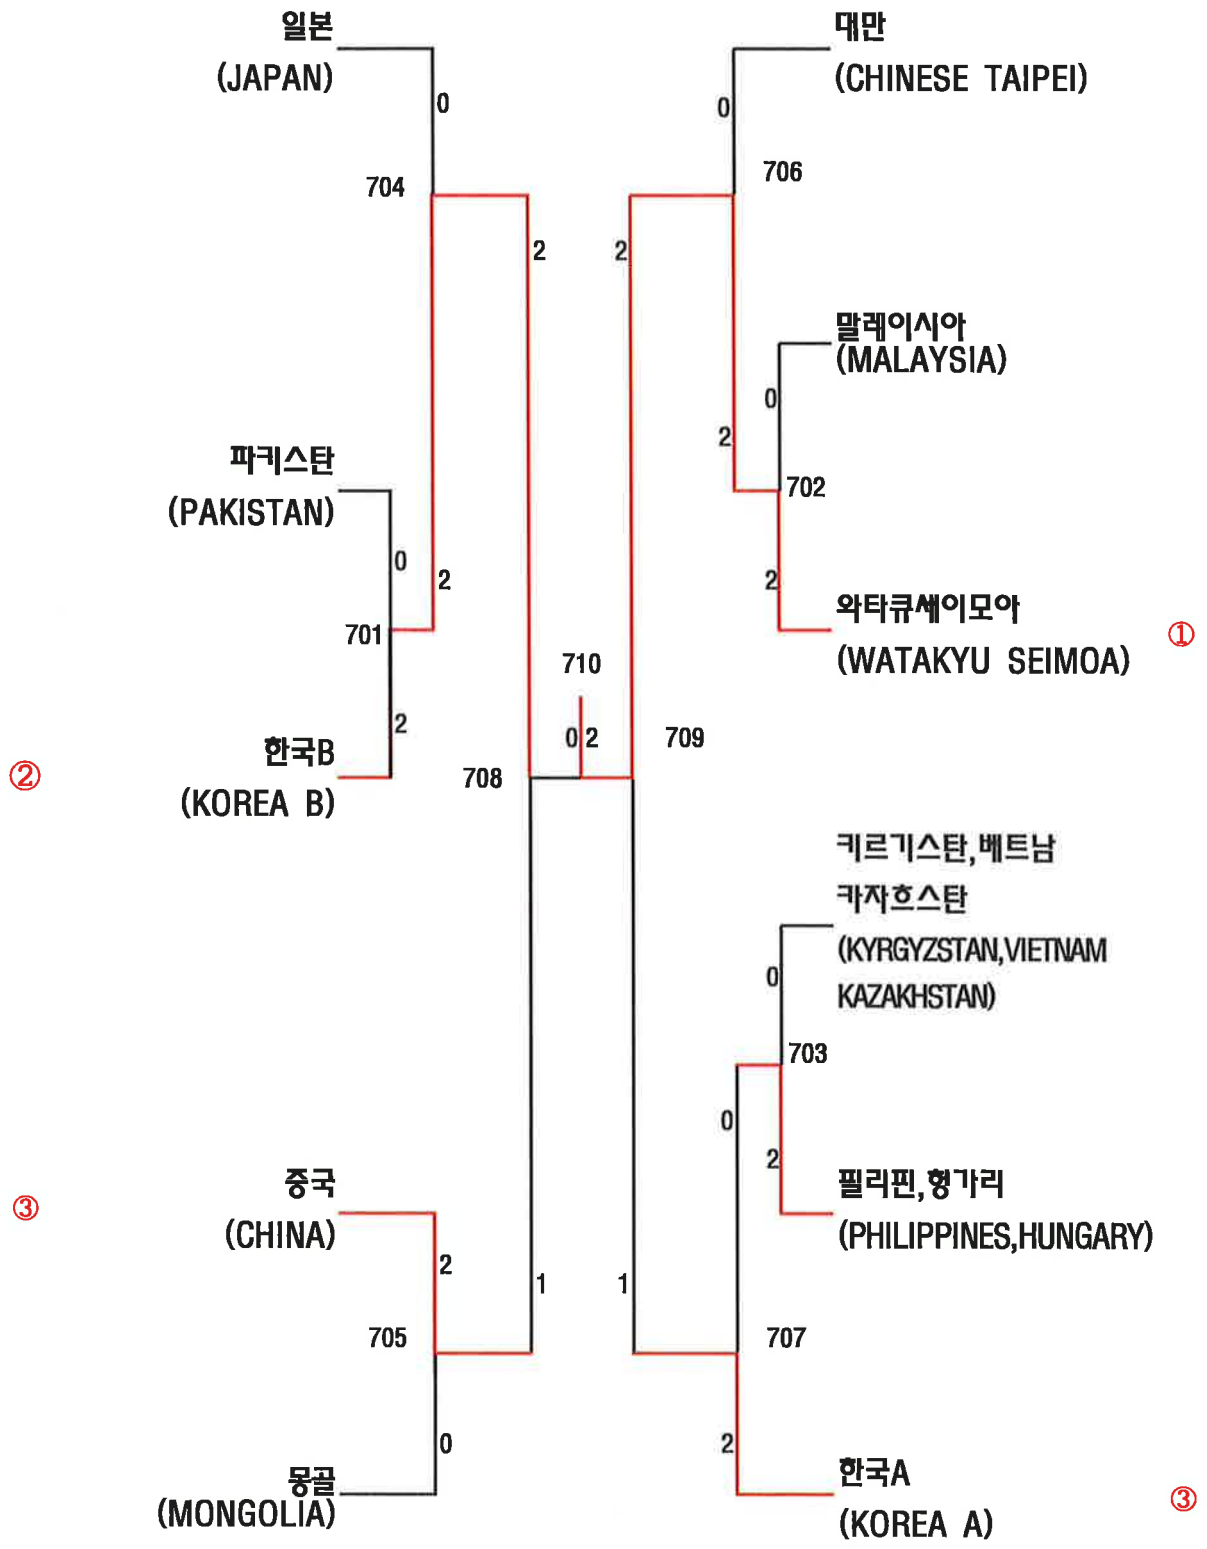 일본
(JAPAN)
0
704
2
파키스탄
(PAKISTAN)
0
2
701
2
한국B
②
(KOREA B)
708
중국
③
(CHINA)
2
1
705
0
몽골
(MONGOLIA)
710
0 2
대만
(CHINESE TAIPEI)
0
706
2
말레이시아
(MALAYSIA)
0
2
702
2
와타큐세이모아
①
(WATAKYU SEIMOA)
709
키르기스탄,베트남
카자흐스탄
(KYRGYZSTAN,VIETNAM
KAZAKHSTAN)
0
703
0
2
필리핀,헝가리
(PHILIPPINES,HUNGARY)
1
707
2
한국A
(KOREA A)
③